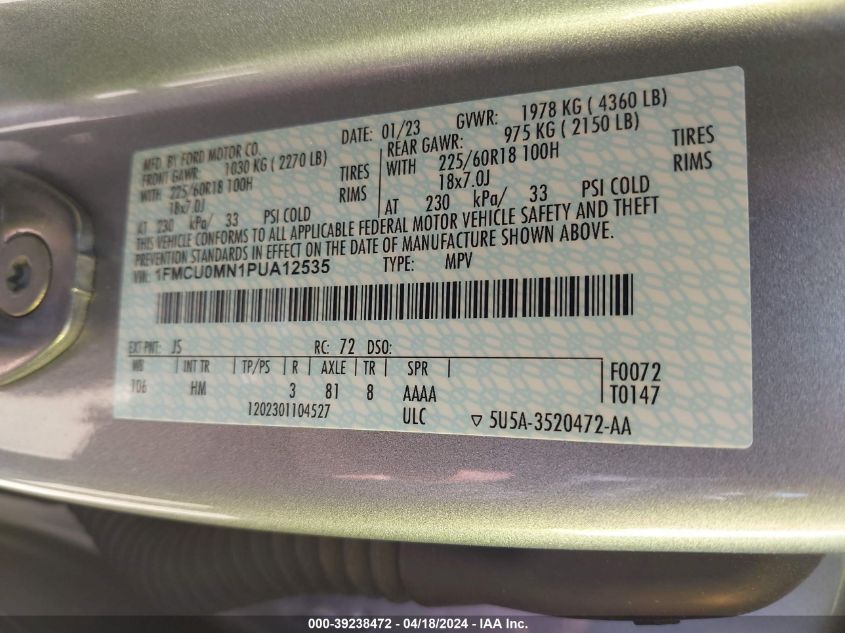 MFD. BY FORD MOTOR CO. DATE: 01/23 GVWR: 1978 KG ( 4360 LB)
FRONT GAWR: 1030 KG ( 2270 LB) REAR GAWR: 975 KG ( 2150 LB)
WITH 225/60R18 100H TIRES WITH 225/60R18 100H TIRES
18x7.0J RIMS 18x7.0J RIMS
AT 230 kPa/ 33 PSI COLD AT 230 kPa/ 33 PSI COLD
THIS VEHICLE CONFORMS TO ALL APPLICABLE FEDERAL MOTOR VEHICLE SAFETY AND THEFT
PREVENTION STANDARDS IN EFFECT ON THE DATE OF MANUFACTURE SHOWN ABOVE.
VIN: 1FMCU0MN1PUA12535 TYPE: MPV
EXT PNT: JS RC: 72 DSO:
WB INT TR TP/PS R AXLE TR SPR F0072
106 HM 3 81 8 AAAA T0147
1202301104527 ULC ▽ 5U5A-3520472-AA
000-39238472 - 04/18/2024 - IAA Inc.